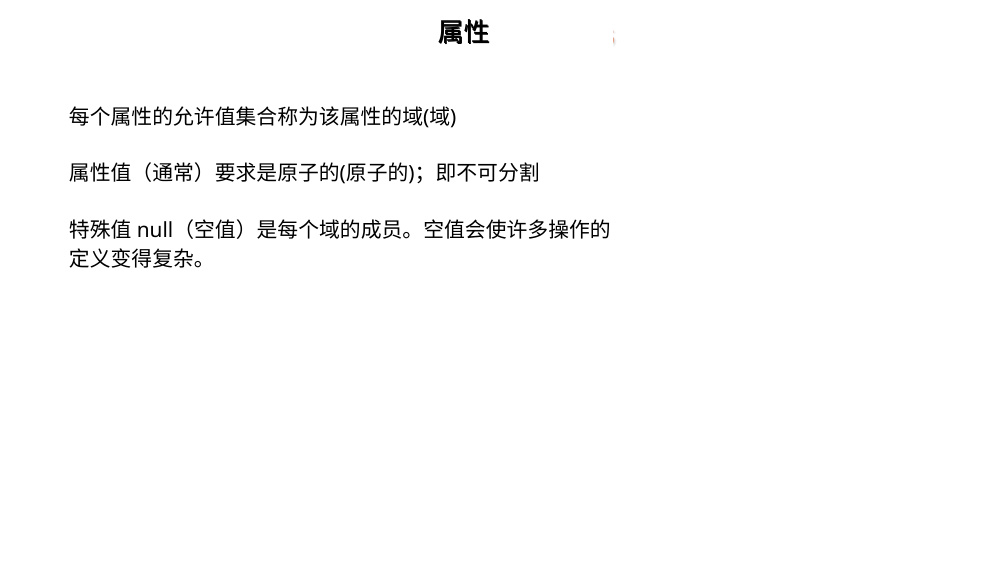 属性
每个属性的允许值集合称为该属性的域(域)
属性值（通常）要求是原子的(原子的)；即不可分割
特殊值 null（空值）是每个域的成员。空值会使许多操作的
定义变得复杂。